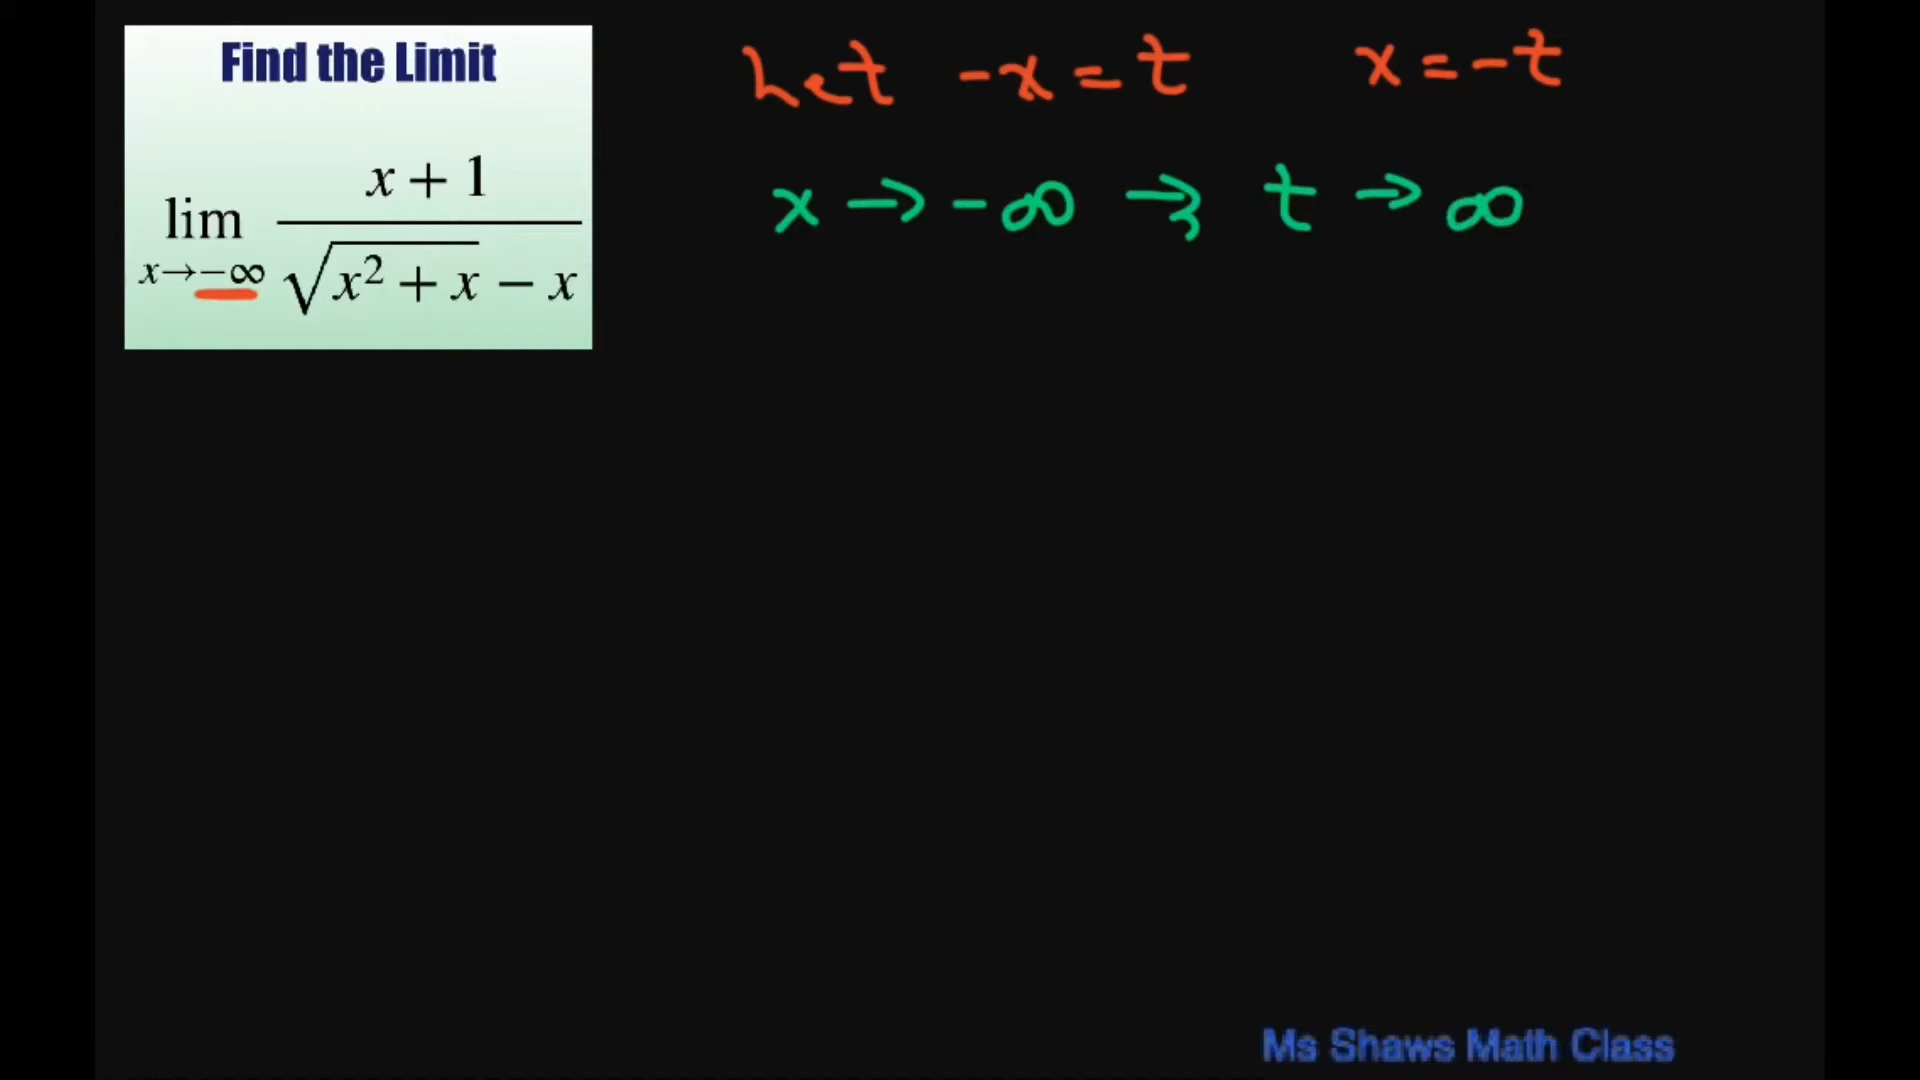 Find the Limit
lim x→-∞ (x + 1) / (√(x² + x) − x)
Let -x = t x = -t
x → -∞ → t → ∞
Ms Shaws Math Class